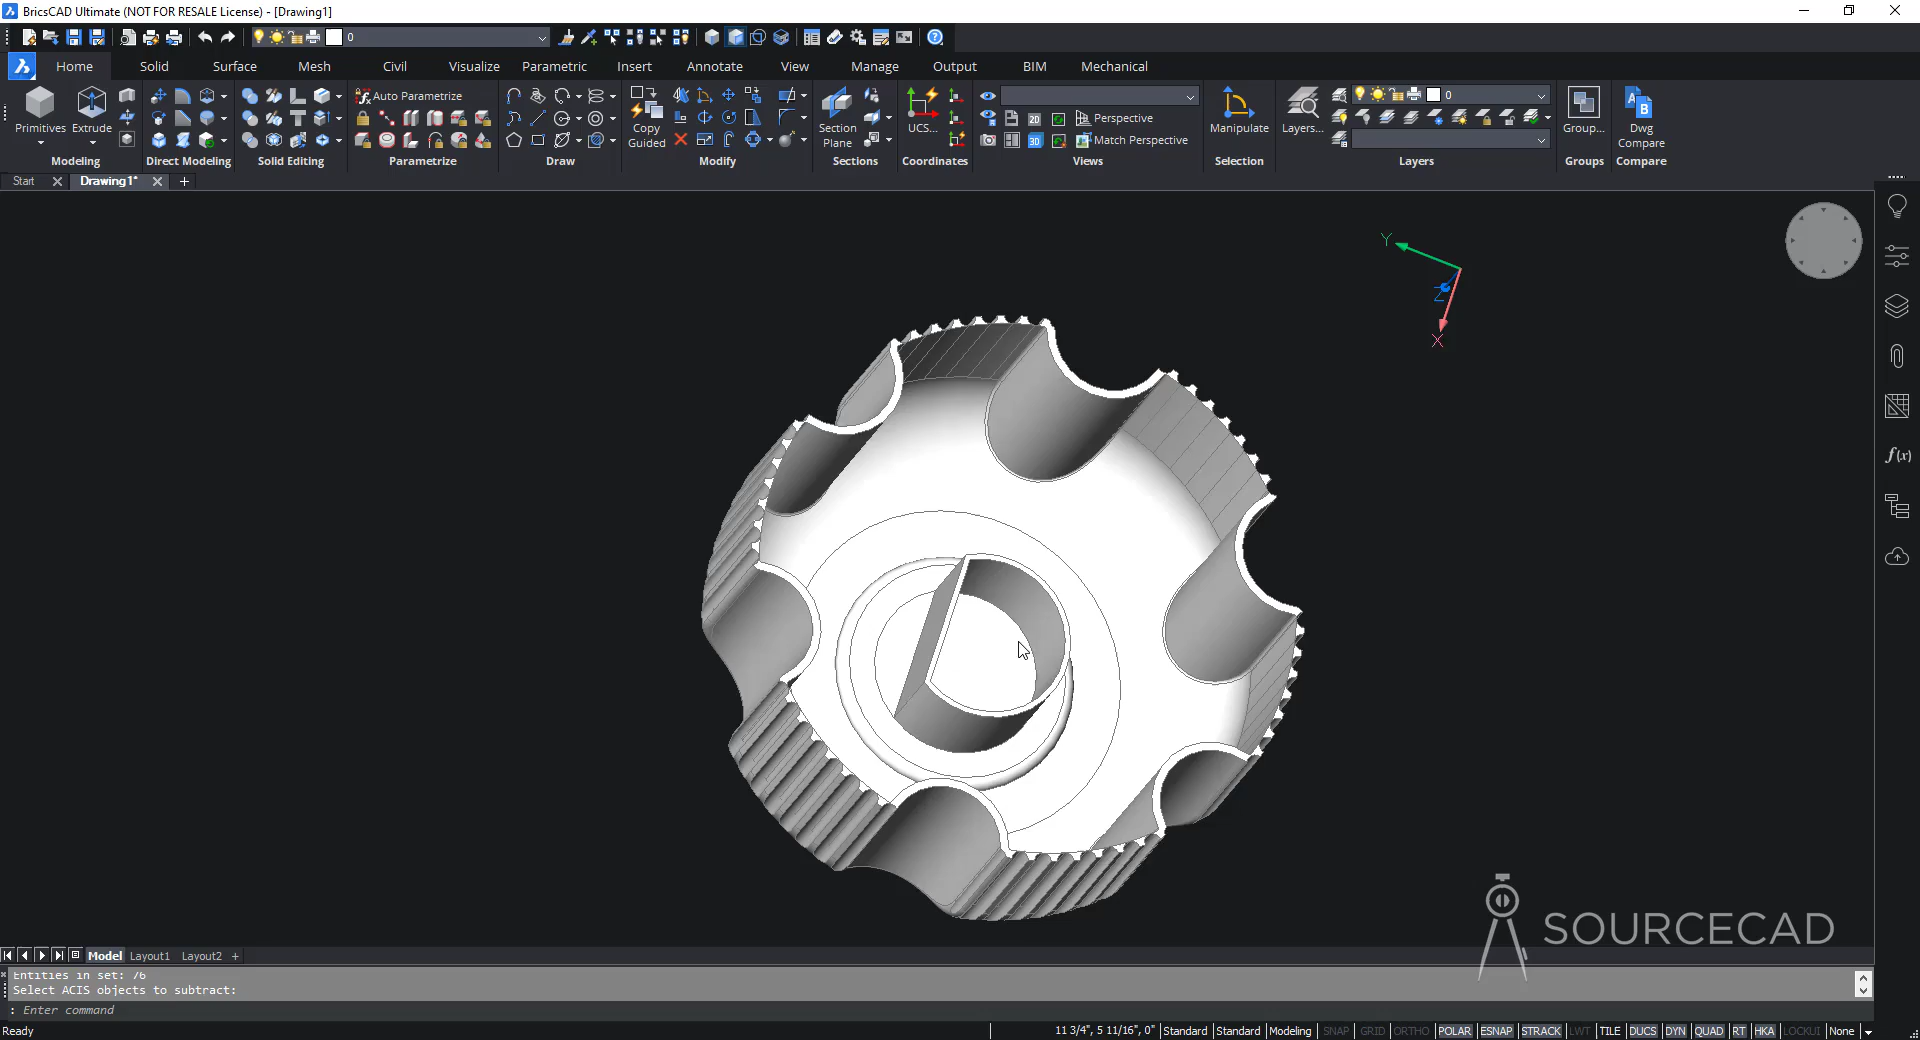 BricsCAD Ultimate (NOT FOR RESALE License) - [Drawing1]
0
Home Solid Surface Mesh Civil Visualize Parametric Insert Annotate View Manage Output BIM Mechanical
Auto Parametrize
0
Primitives Extrude Copy Guided Section Plane UCS... 2D 3D Perspective Match Perspective Manipulate Layers... Group... Dwg Compare
Modeling Direct Modeling Solid Editing Parametrize Draw Modify Sections Coordinates Views Selection Layers Groups Compare
Start Drawing1* +
Y
Z
X
f(x)
SOURCECAD
Model Layout1 Layout2 +
Entities in set: 76
Select ACIS objects to subtract:
: Enter command
Ready 11 3/4", 5 11/16", 0" Standard Standard Modeling SNAP GRID ORTHO POLAR ESNAP STRACK LWT TILE DUCS DYN QUAD RT HKA LOCKUI None